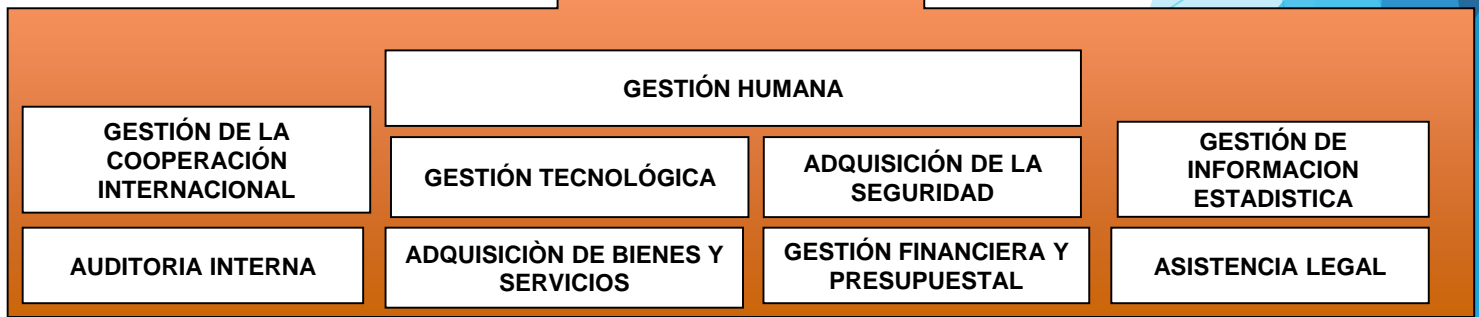 GESTIÓN HUMANA
GESTIÓN DE LA
COOPERACIÓN
INTERNACIONAL
GESTIÓN TECNOLÓGICA
ADQUISICIÓN DE LA
SEGURIDAD
GESTIÓN DE
INFORMACION
ESTADISTICA
AUDITORIA INTERNA
ADQUISICIÒN DE BIENES Y
SERVICIOS
GESTIÓN FINANCIERA Y
PRESUPUESTAL
ASISTENCIA LEGAL